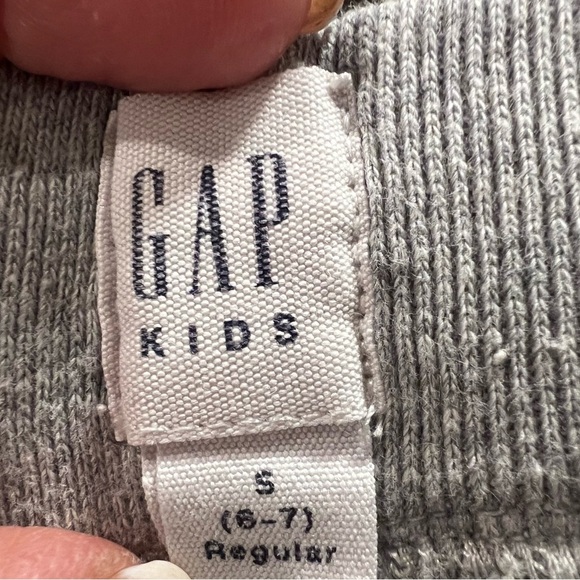 GAP
KIDS
S
(6-7)
Regular